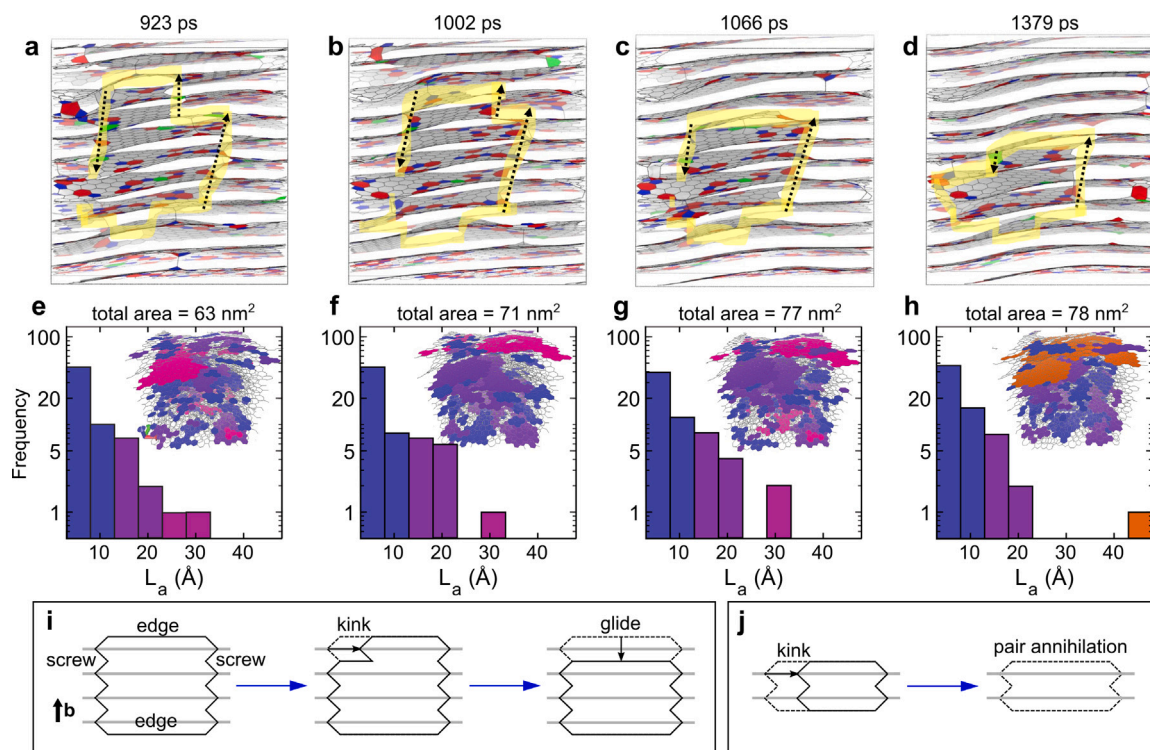 923 ps
1002 ps
1066 ps
1379 ps
a
b
c
d
e
total area = 63 nm²
f
total area = 71 nm²
g
total area = 77 nm²
h
total area = 78 nm²
Frequency
100
20
5
1
10 20 30 40
Lₐ (Å)
100
20
5
1
10 20 30 40
Lₐ (Å)
100
20
5
1
10 20 30 40
Lₐ (Å)
100
20
5
1
10 20 30 40
Lₐ (Å)
i
edge
kink
glide
screw
screw
b
edge
j
kink
pair annihilation